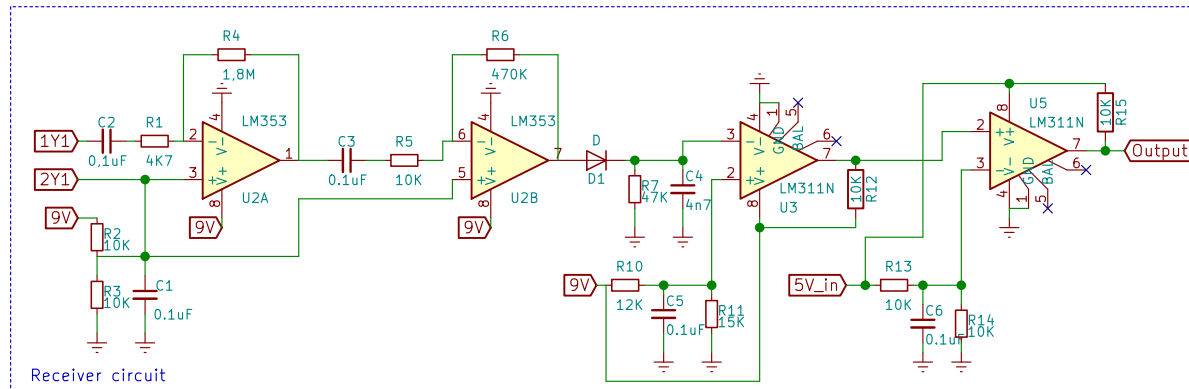 R4
1,8M
R6
470K
4
LM353
4
LM353
1Y1
C2
0,1uF
R1
4K7
2
V-
1
2Y1
3
V+
8
U2A
9V
C3
0.1uF
R5
10K
6
V-
7
5
V+
8
U2B
9V
D
D1
R7
47K
C4
4n7
4
1
5
GND
BAL
6
3
V-
7
2
V+
8
LM311N
U3
10K
R12
9V
R2
10K
R3
10K
C1
0.1uF
9V
R10
12K
C5
0.1uF
R11
15K
5V_in
R13
10K
C6
0.1uF
R14
10K
8
U5
LM311N
2
V+
7
3
V-
GND
BAL
6
4
1
5
10K
R15
Output
Receiver circuit